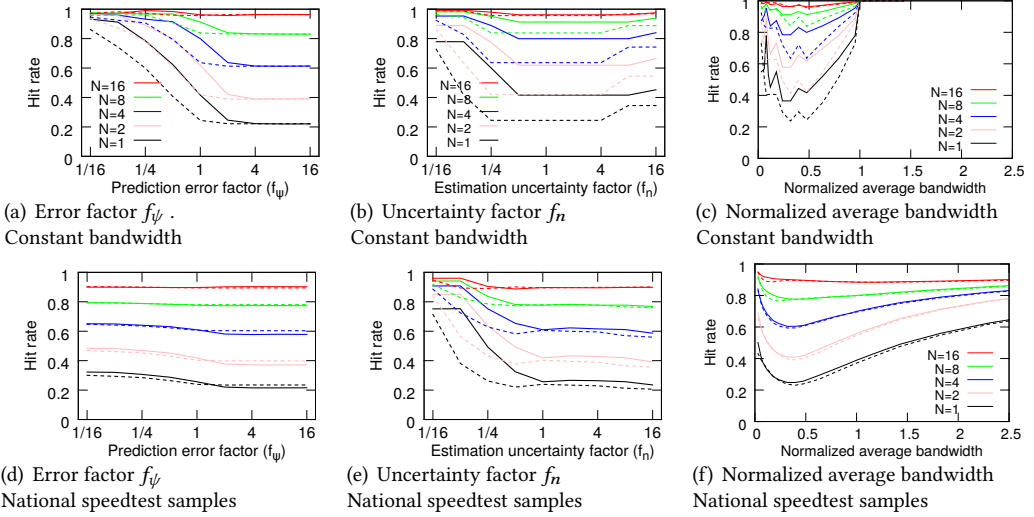 1
0.8
0.6
0.4
0.2
0
Hit rate
N=16
N=8
N=4
N=2
N=1
1/16 1/4 1 4 16
Prediction error factor (fψ)
(a) Error factor fψ .
Constant bandwidth
1
0.8
0.6
0.4
0.2
0
Hit rate
N=16
N=8
N=4
N=2
N=1
1/16 1/4 1 4 16
Estimation uncertainty factor (fn)
(b) Uncertainty factor fn
Constant bandwidth
1
0.8
0.6
0.4
0.2
0
Hit rate
N=16
N=8
N=4
N=2
N=1
0 0.5 1 1.5 2 2.5
Normalized average bandwidth
(c) Normalized average bandwidth
Constant bandwidth
1
0.8
0.6
0.4
0.2
0
Hit rate
1/16 1/4 1 4 16
Prediction error factor (fψ)
(d) Error factor fψ
National speedtest samples
1
0.8
0.6
0.4
0.2
0
Hit rate
1/16 1/4 1 4 16
Estimation uncertainty factor (fn)
(e) Uncertainty factor fn
National speedtest samples
1
0.8
0.6
0.4
0.2
0
Hit rate
N=16
N=8
N=4
N=2
N=1
0 0.5 1 1.5 2 2.5
Normalized average bandwidth
(f) Normalized average bandwidth
National speedtest samples